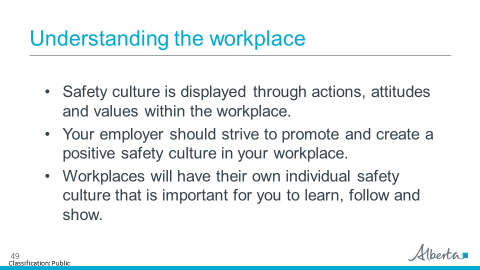 Understanding the workplace
• Safety culture is displayed through actions, attitudes
and values within the workplace.
• Your employer should strive to promote and create a
positive safety culture in your workplace.
• Workplaces will have their own individual safety
culture that is important for you to learn, follow and
show.
49
Classification: Public
Alberta